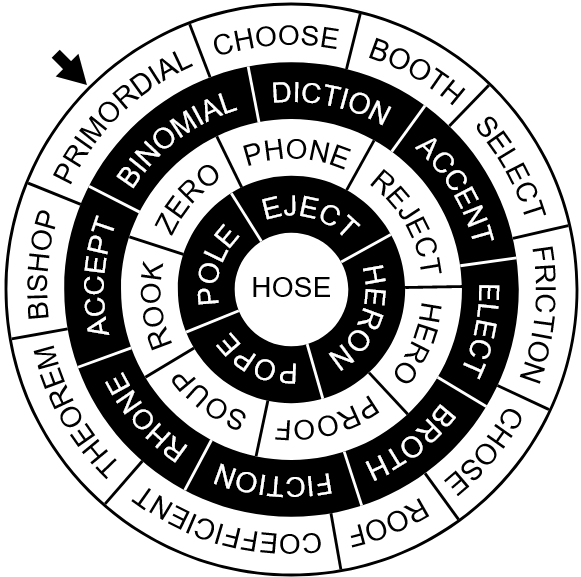 PRIMORDIAL
CHOOSE
BOOTH
SELECT
FRICTION
CHOSE
ROOF
COEFFICIENT
THEOREM
BISHOP
BINOMIAL
DICTION
ACCENT
ELECT
BROTH
FICTION
RHONE
ACCEPT
ZERO
PHONE
REJECT
HERO
PROOF
SOUP
ROOK
POLE
EJECT
HERON
POPE
HOSE